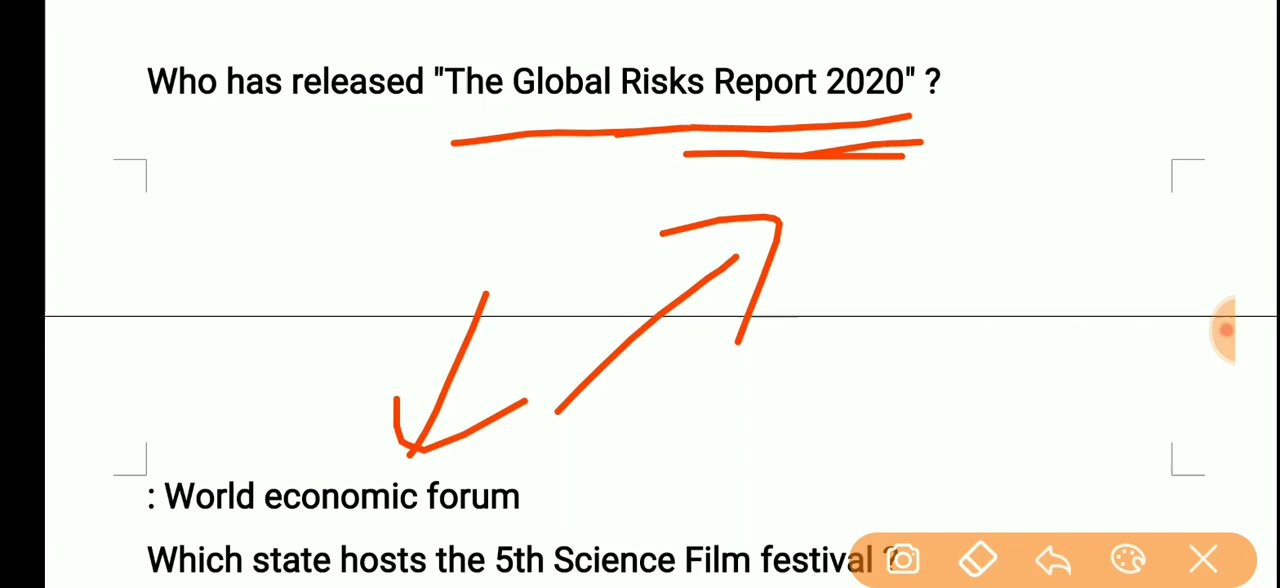 Who has released "The Global Risks Report 2020" ?
: World economic forum
Which state hosts the 5th Science Film festival ?